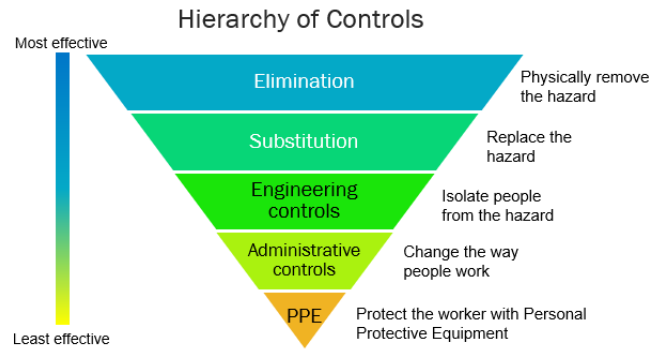 Hierarchy of Controls
Most effective
Elimination
Physically remove
the hazard
Substitution
Replace the
hazard
Engineering
controls
Isolate people
from the hazard
Administrative
controls
Change the way
people work
PPE
Protect the worker with Personal
Protective Equipment
Least effective